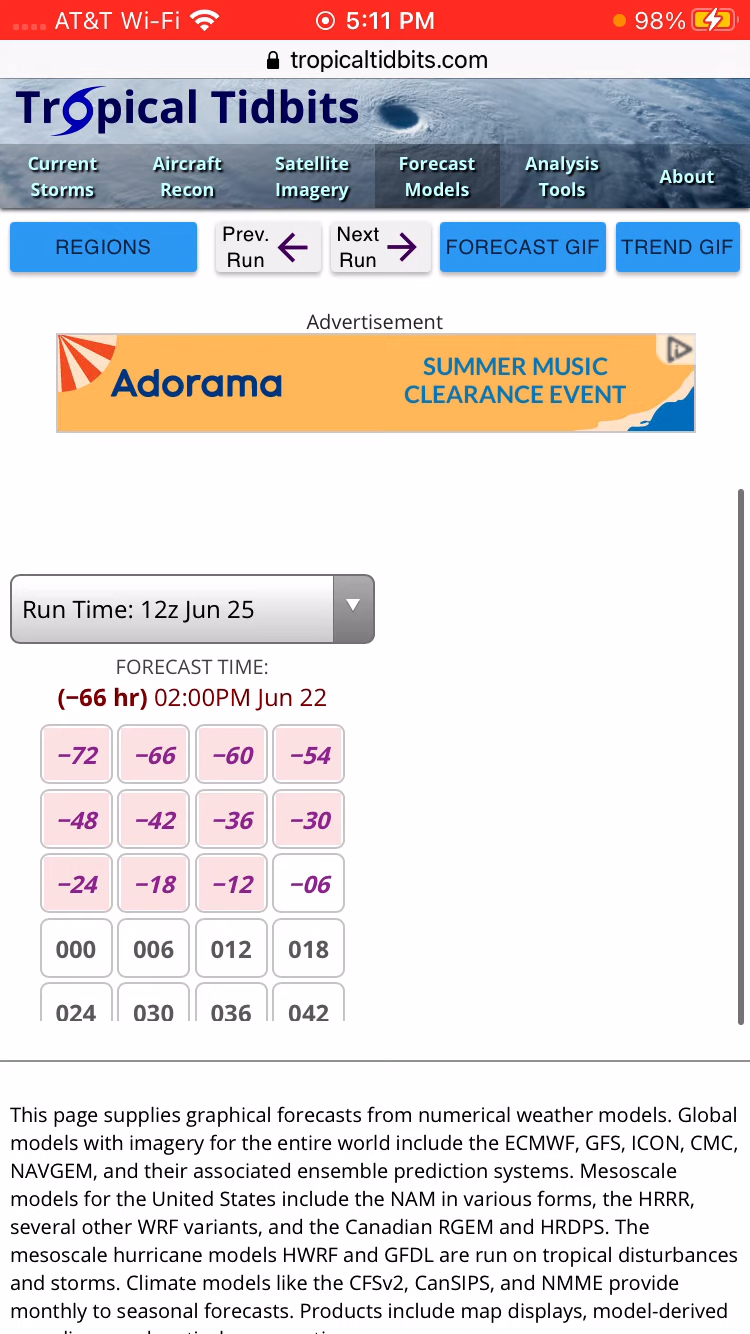 AT&T Wi-Fi 5:11 PM 98%
tropicaltidbits.com
Tropical Tidbits
Current Storms
Aircraft Recon
Satellite Imagery
Forecast Models
Analysis Tools
About
REGIONS
Prev. Run
Next Run
FORECAST GIF
TREND GIF
Advertisement
Adorama
SUMMER MUSIC
CLEARANCE EVENT
Run Time: 12z Jun 25
FORECAST TIME:
(−66 hr) 02:00PM Jun 22
−72 −66 −60 −54
−48 −42 −36 −30
−24 −18 −12 −06
000 006 012 018
024 030 036 042
This page supplies graphical forecasts from numerical weather models. Global
models with imagery for the entire world include the ECMWF, GFS, ICON, CMC,
NAVGEM, and their associated ensemble prediction systems. Mesoscale
models for the United States include the NAM in various forms, the HRRR,
several other WRF variants, and the Canadian RGEM and HRDPS. The
mesoscale hurricane models HWRF and GFDL are run on tropical disturbances
and storms. Climate models like the CFSv2, CanSIPS, and NMME provide
monthly to seasonal forecasts. Products include map displays, model-derived